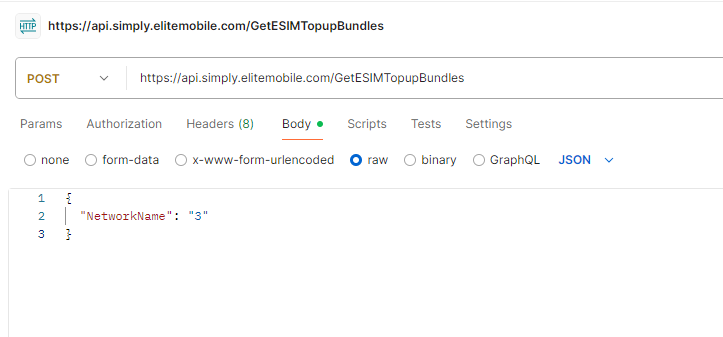 HTTP https://api.simply.elitemobile.com/GetESIMTopupBundles
POST https://api.simply.elitemobile.com/GetESIMTopupBundles
Params Authorization Headers (8) Body Scripts Tests Settings
none form-data x-www-form-urlencoded raw binary GraphQL JSON
1 {
2 "NetworkName": "3"
3 }